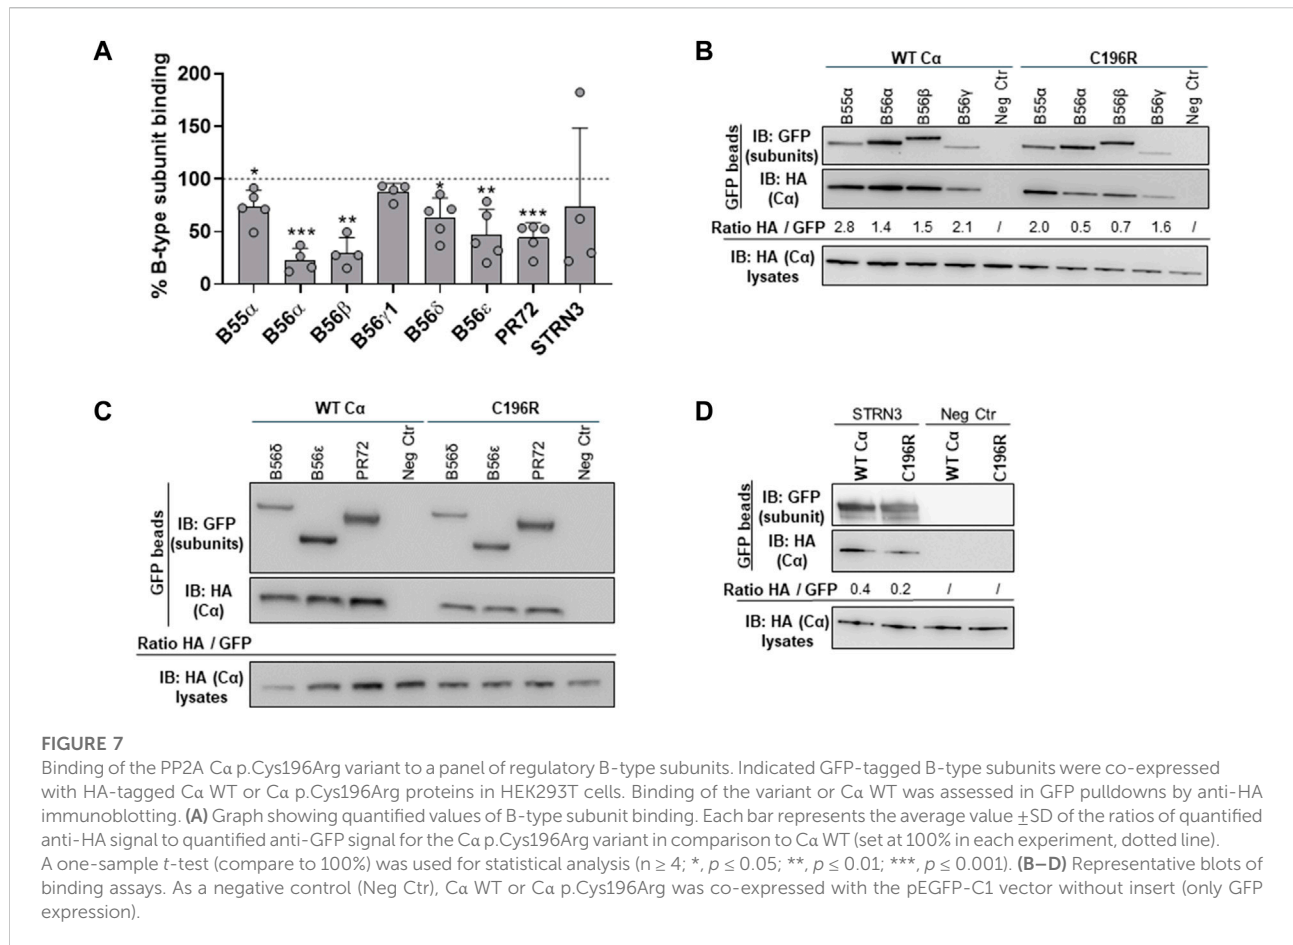 A
% B-type subunit binding
200
150
100
50
0
*
***
**
*
**
***
B55α
B56α
B56β
B56γ1
B56δ
B56ε
PR72
STRN3
B
WT Cα
C196R
B55α
B56α
B56β
B56γ
Neg Ctr
B55α
B56α
B56β
B56γ
Neg Ctr
GFP beads
IB: GFP
(subunits)
IB: HA
(Cα)
Ratio HA / GFP 2.8 1.4 1.5 2.1 / 2.0 0.5 0.7 1.6 /
IB: HA (Cα)
lysates
C
WT Cα
C196R
B56δ
B56ε
PR72
Neg Ctr
B56δ
B56ε
PR72
Neg Ctr
GFP beads
IB: GFP
(subunits)
IB: HA
(Cα)
Ratio HA / GFP
IB: HA (Cα)
lysates
D
STRN3
Neg Ctr
WT Cα
C196R
WT Cα
C196R
GFP beads
IB: GFP
(subunit)
IB: HA
(Cα)
Ratio HA / GFP 0.4 0.2 / /
IB: HA (Cα)
lysates
FIGURE 7
Binding of the PP2A Cα p.Cys196Arg variant to a panel of regulatory B-type subunits. Indicated GFP-tagged B-type subunits were co-expressed
with HA-tagged Cα WT or Cα p.Cys196Arg proteins in HEK293T cells. Binding of the variant or Cα WT was assessed in GFP pulldowns by anti-HA
immunoblotting. (A) Graph showing quantified values of B-type subunit binding. Each bar represents the average value ±SD of the ratios of quantified
anti-HA signal to quantified anti-GFP signal for the Cα p.Cys196Arg variant in comparison to Cα WT (set at 100% in each experiment, dotted line).
A one-sample t-test (compare to 100%) was used for statistical analysis (n ≥ 4; *, p ≤ 0.05; **, p ≤ 0.01; ***, p ≤ 0.001). (B–D) Representative blots of
binding assays. As a negative control (Neg Ctr), Cα WT or Cα p.Cys196Arg was co-expressed with the pEGFP-C1 vector without insert (only GFP
expression).